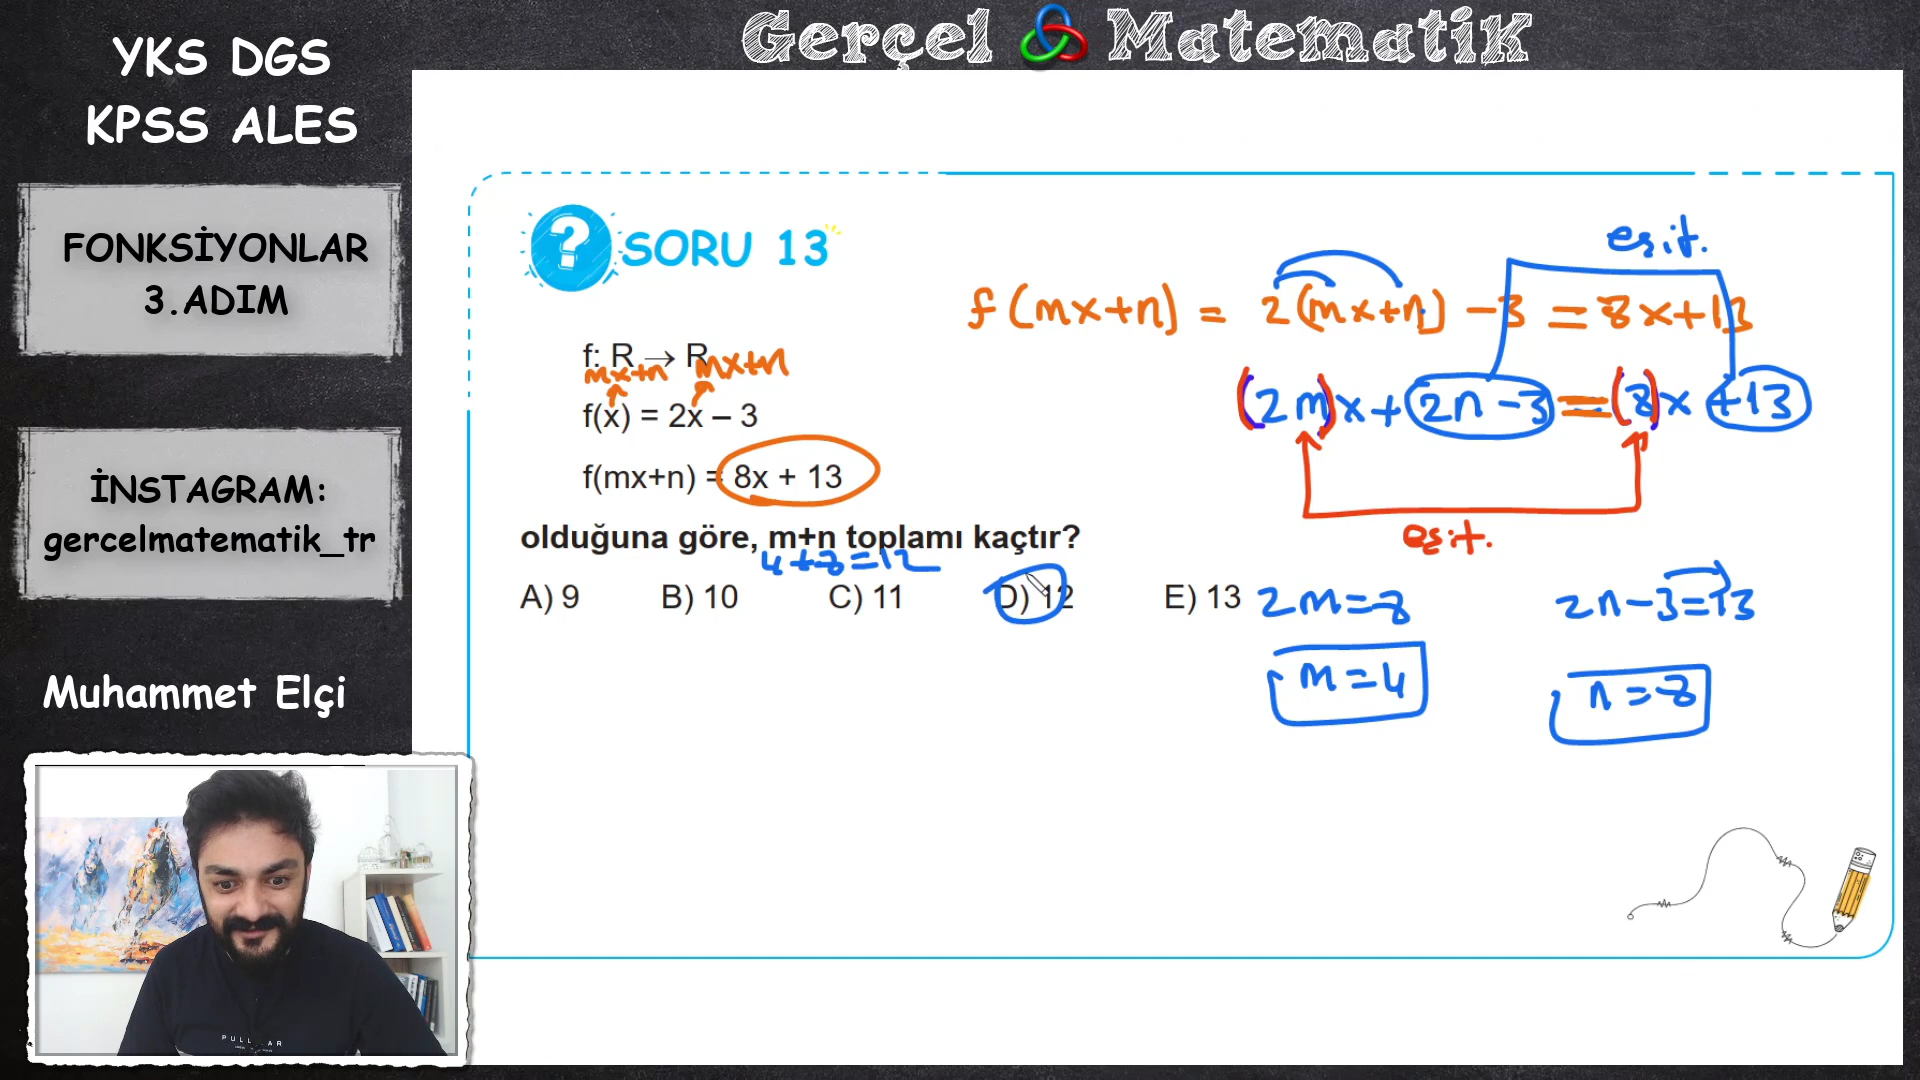 Gerçel Matematik
YKS DGS
KPSS ALES
FONKSİYONLAR
3.ADIM
İNSTAGRAM:
gercelmatematik_tr
Muhammet Elçi
? SORU 13
f: R → R
mx+n mx+n
f(x) = 2x – 3
f(mx+n) = 8x + 13
olduğuna göre, m+n toplamı kaçtır?
4+8=12
A) 9 B) 10 C) 11 D) 12 E) 13
eşit.
f(mx+n) = 2(mx+n) -3 = 8x+13
(2m)x+2n-3=(8)x+13
eşit.
2m=8 2n-3=13
m=4 n=8